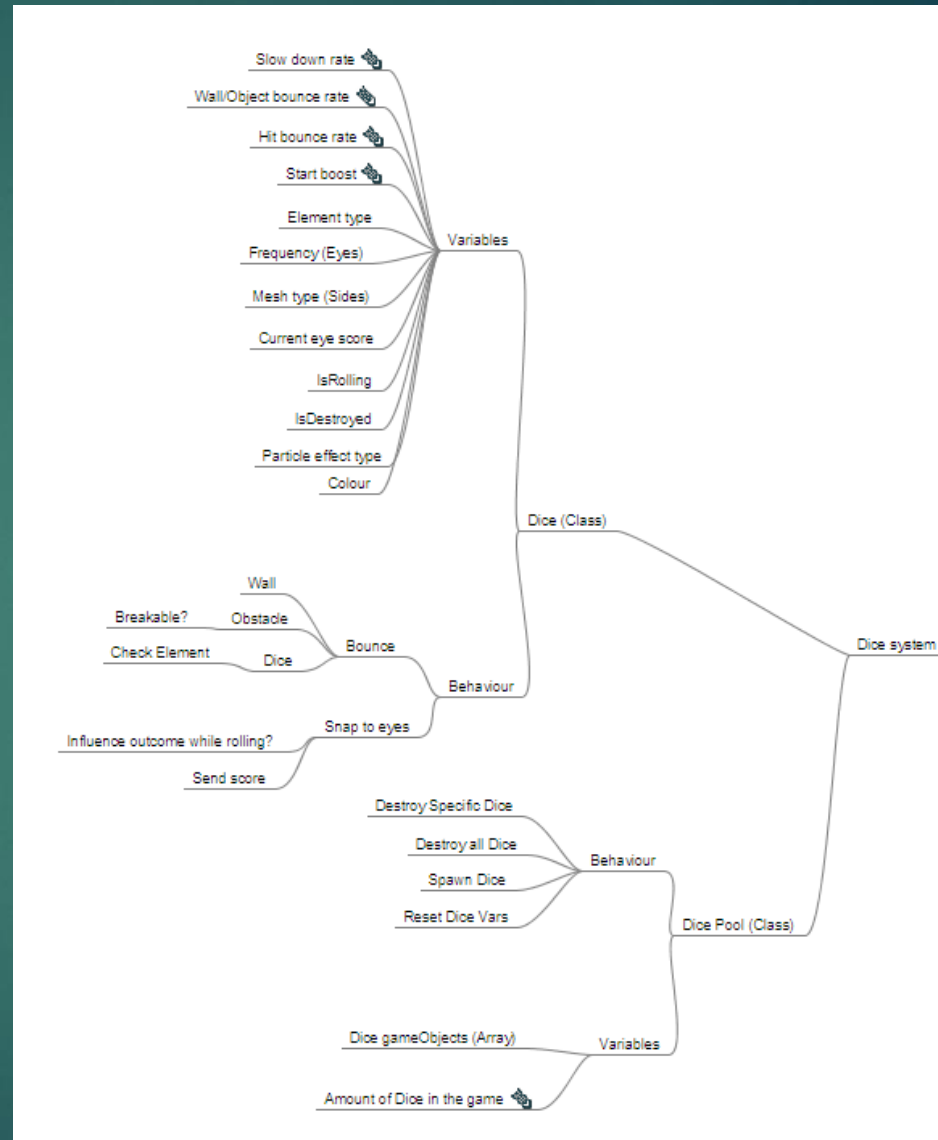 Slow down rate
Wall/Object bounce rate
Hit bounce rate
Start boost
Element type
Frequency (Eyes)
Mesh type (Sides)
Current eye score
IsRolling
IsDestroyed
Particle effect type
Colour
Variables
Dice (Class)
Wall
Breakable?
Obstacle
Check Element
Dice
Bounce
Behaviour
Snap to eyes
Influence outcome while rolling?
Send score
Dice system
Destroy Specific Dice
Destroy all Dice
Spawn Dice
Reset Dice Vars
Behaviour
Dice Pool (Class)
Dice gameObjects (Array)
Variables
Amount of Dice in the game